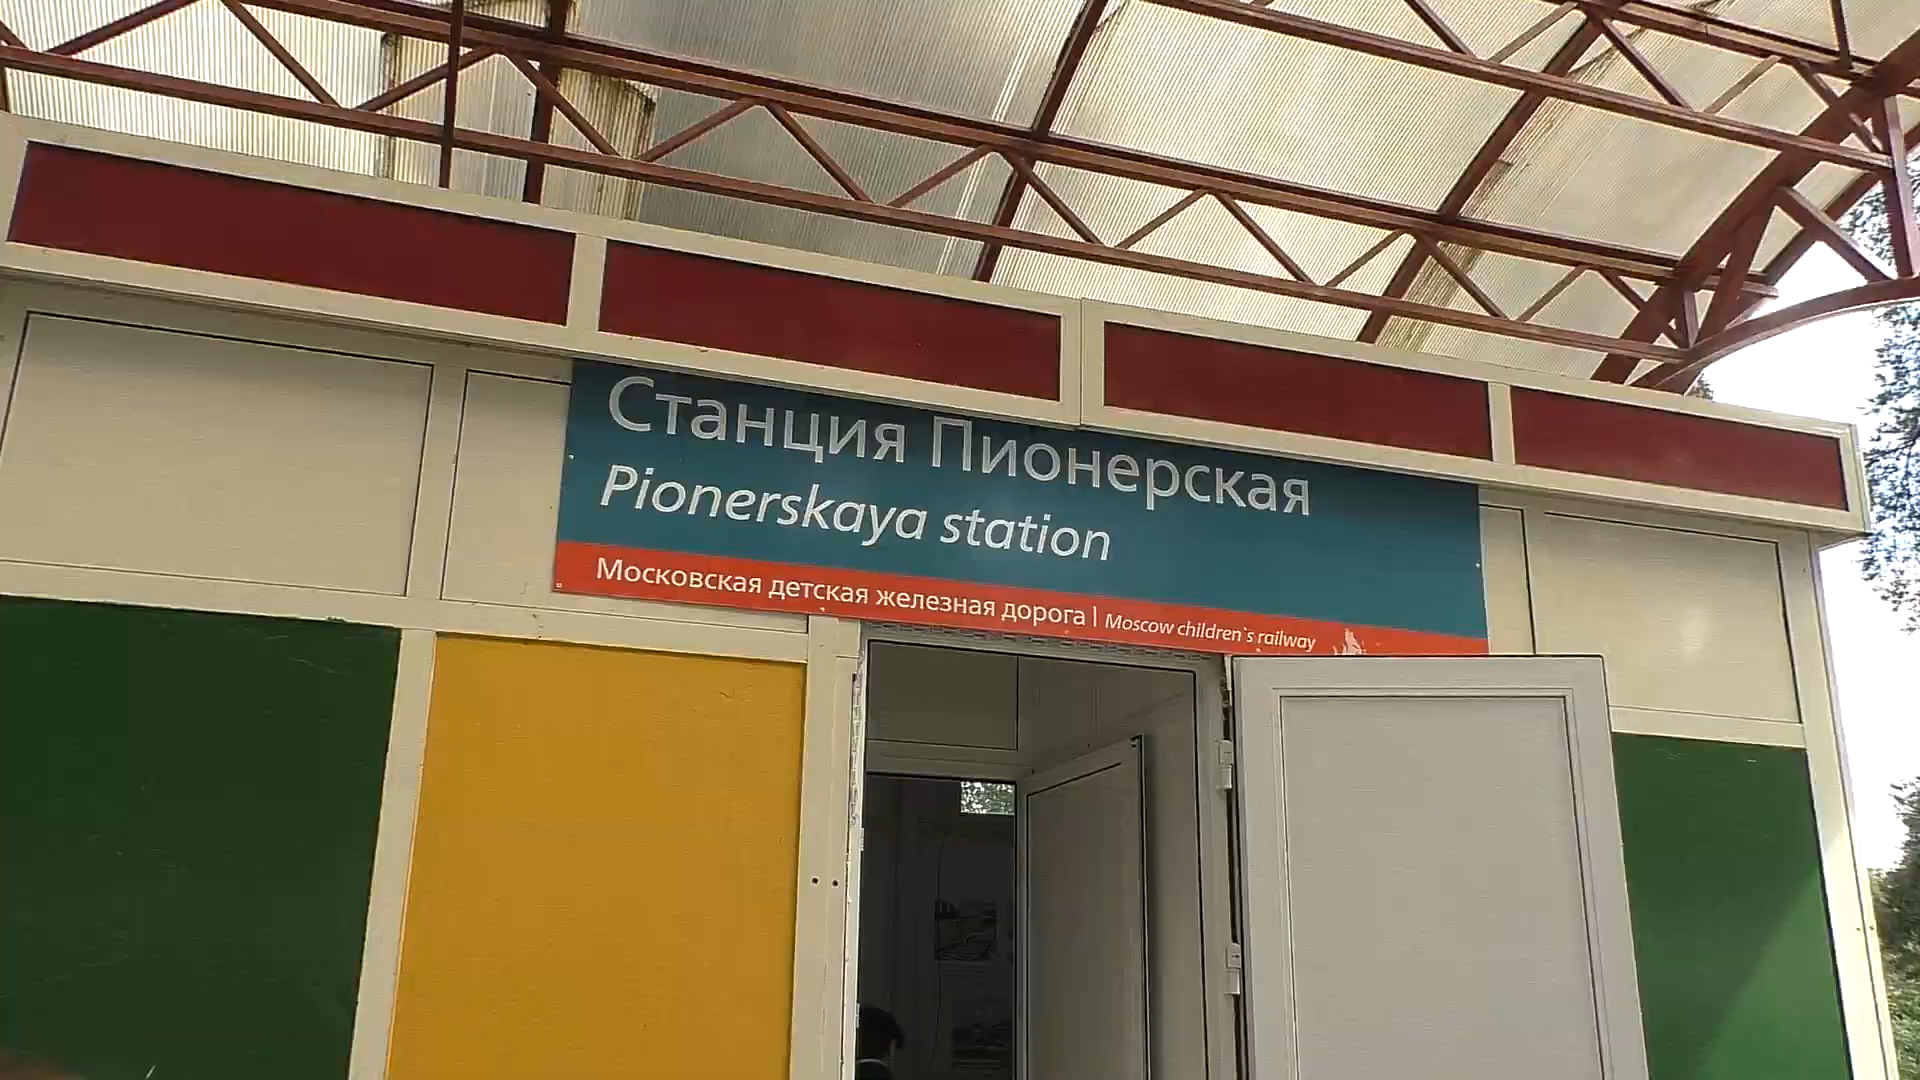 Станция Пионерская
Pionerskaya station
Московская детская железная дорога | Moscow children`s railway